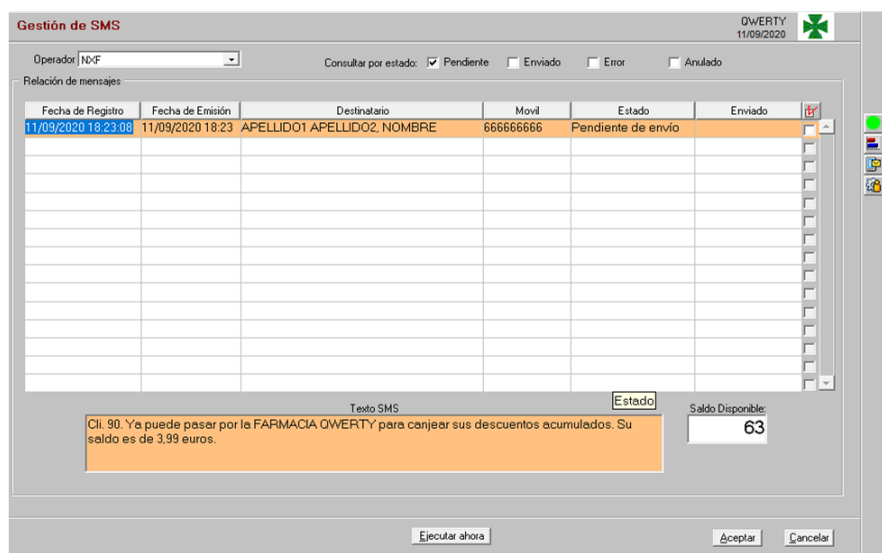 Gestión de SMS
QWERTY
11/09/2020
Operador NXF
Consultar por estado: Pendiente Enviado Error Anulado
Relación de mensajes
Fecha de Registro Fecha de Emisión Destinatario Movil Estado Enviado
11/09/2020 18:23:08 11/09/2020 18:23 APELLIDO1 APELLIDO2, NOMBRE 666666666 Pendiente de envío
Estado
Texto SMS
Saldo Disponible:
Cli. 90. Ya puede pasar por la FARMACIA QWERTY para canjear sus descuentos acumulados. Su
saldo es de 3,99 euros.
63
Ejecutar ahora
Aceptar
Cancelar